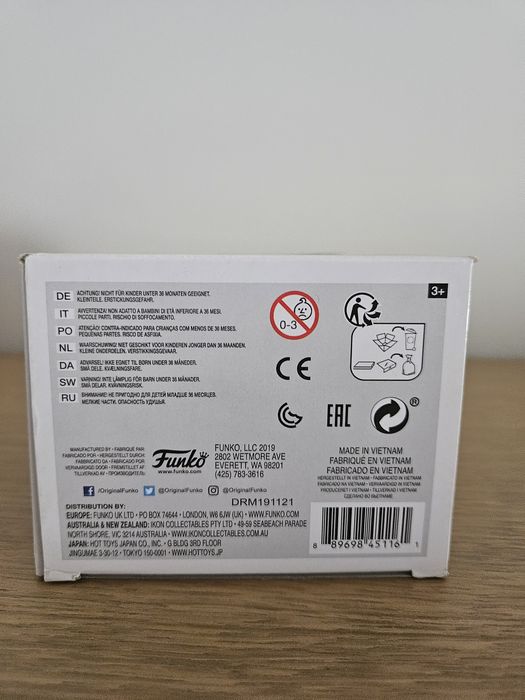 3+
DE ACHTUNG! NICHT FÜR KINDER UNTER 36 MONATEN GEEIGNET.
KLEINTEILE. ERSTICKUNGSGEFAHR.
IT AVVERTENZA! NON ADATTO A BAMBINI DI ETÀ INFERIORE A 36 MESI.
PICCOLE PARTI. RISCHIO DI SOFFOCAMENTO.
PO ATENCÃO! CONTRA-INDICADO PARA CRIANÇAS COM MENOS DE 36 MESES.
PEQUENAS PARTES. RISCO DE ASFIXIA.
NL WAARSCHUWING! NIET GESCHIKT VOOR KINDEREN JONGER DAN 36 MAANDEN.
KLEINE ONDERDELEN. VERSTIKKINGSGEVAAR.
DA ADVARSEL! IKKE EGNET TIL BØRN UNDER 36 MÅNEDER.
SMÅ DELE. KVÆLNINGSFARE.
SW VARNING! INTE LÄMPLIG FÖR BARN UNDER 36 MÅNADER.
SMÅ DELAR. KVÄVNINGSRISK.
RU ВНИМАНИЕ! НЕ ПРИГОДНО ДЛЯ ДЕТЕЙ МЛАДШЕ 36 МЕСЯЦЕВ.
МЕЛКИЕ ЧАСТИ. ОПАСНОСТЬ УДУШЬЯ.
0-3
CE
EAC
®
MANUFACTURED BY • FABRIQUÉ PAR
FABRICADO POR • HERGESTELLT DURCH
FABBRICATO DA • FABRICADO POR
VERVAARDIGD DOOR • FREMSTILLET AF
TILLVERKAD AV • ПРОИЗВОДИТЕЛЬ
Funko
www.funko.com
FUNKO, LLC 2019
2802 WETMORE AVE
EVERETT, WA 98201
(425) 783-3616
/OriginalFunko @OriginalFunko @OriginalFunko
DRM191121
MADE IN VIETNAM
FABRIQUÉ EN VIETNAM
FABRICADO EN VIETNAM
HERGESTELLT IN VIETNAM • FABBRICATO IN VIETNAM
FABRICADO NO VIETNAM • VERVAARDIGD IN VIETNAM
PRODUCERET I VIETNAM • TILLVERKAD I VIETNAM
СДЕЛАНО ВО ВЬЕТНАМЕ
DISTRIBUTION BY:
EUROPE: FUNKO UK LTD • PO BOX 74644 • LONDON, W6 6JW (UK) • WWW.FUNKO.COM
AUSTRALIA & NEW ZEALAND: IKON COLLECTABLES PTY LTD • 49-59 SEABEACH PARADE
NORTH SHORE, VIC 3214 AUSTRALIA • WWW.IKONCOLLECTABLES.COM.AU
JAPAN: HOT TOYS JAPAN CO., INC. • G BLDG 3RD FLOOR
JINGUMAE 3-30-12 • TOKYO 150-0001 • WWW.HOTTOYS.JP
8 89698 45116 1